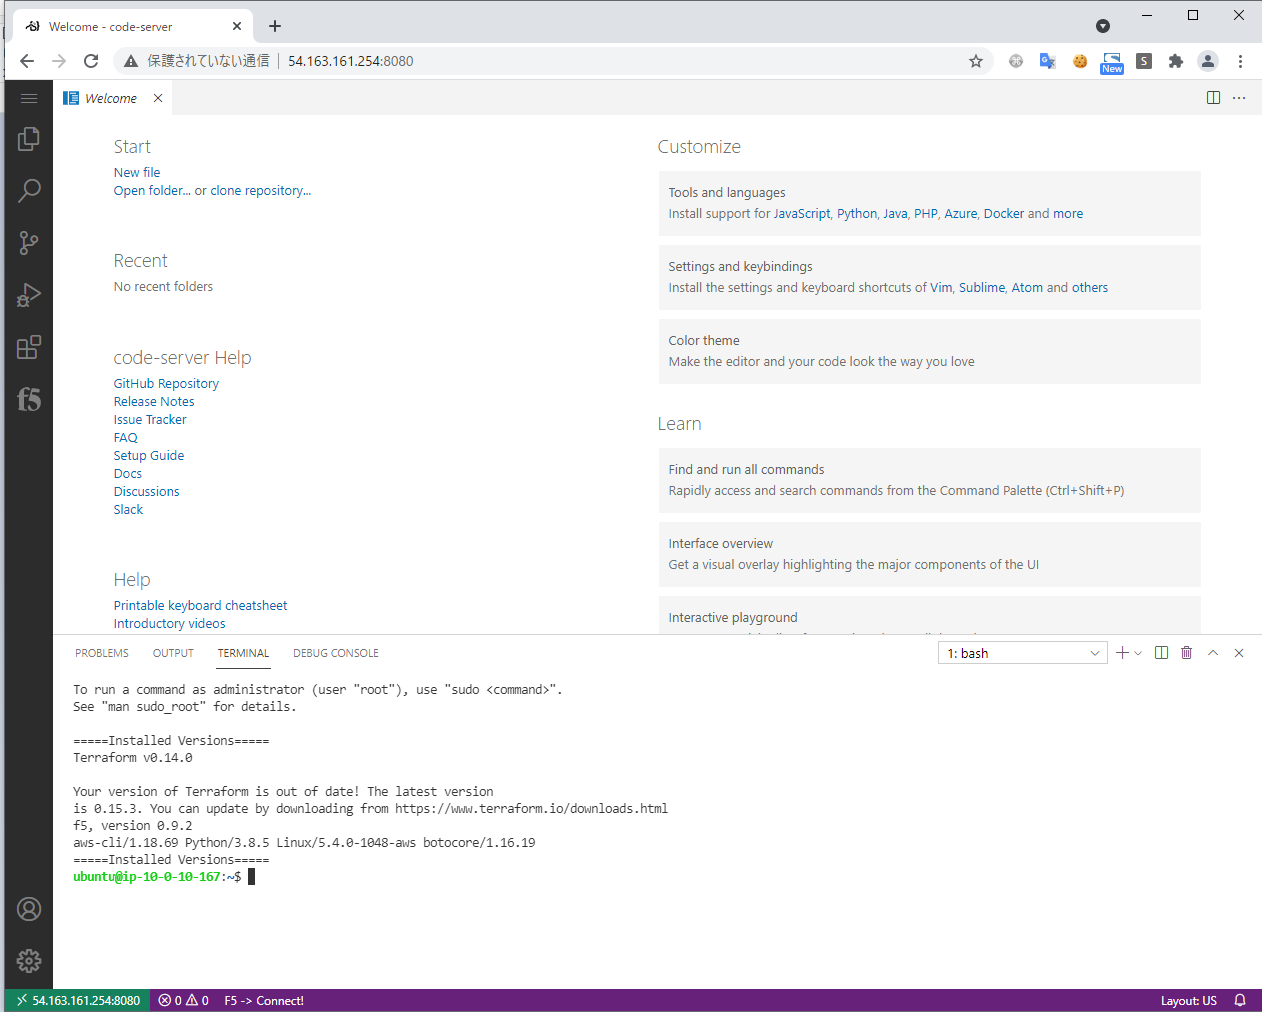 Welcome - code-server
保護されていない通信 54.163.161.254:8080
New
S
Welcome
Start
New file
Open folder... or clone repository...
Recent
No recent folders
code-server Help
GitHub Repository
Release Notes
Issue Tracker
FAQ
Setup Guide
Docs
Discussions
Slack
Help
Printable keyboard cheatsheet
Introductory videos
Customize
Tools and languages
Install support for JavaScript, Python, Java, PHP, Azure, Docker and more
Settings and keybindings
Install the settings and keyboard shortcuts of Vim, Sublime, Atom and others
Color theme
Make the editor and your code look the way you love
Learn
Find and run all commands
Rapidly access and search commands from the Command Palette (Ctrl+Shift+P)
Interface overview
Get a visual overlay highlighting the major components of the UI
Interactive playground
f5
PROBLEMS OUTPUT TERMINAL DEBUG CONSOLE 1: bash
To run a command as administrator (user "root"), use "sudo <command>".
See "man sudo_root" for details.
=====Installed Versions=====
Terraform v0.14.0
Your version of Terraform is out of date! The latest version
is 0.15.3. You can update by downloading from https://www.terraform.io/downloads.html
f5, version 0.9.2
aws-cli/1.18.69 Python/3.8.5 Linux/5.4.0-1048-aws botocore/1.16.19
=====Installed Versions=====
ubuntu@ip-10-0-10-167:~$
54.163.161.254:8080 0 0 F5 -> Connect! Layout: US